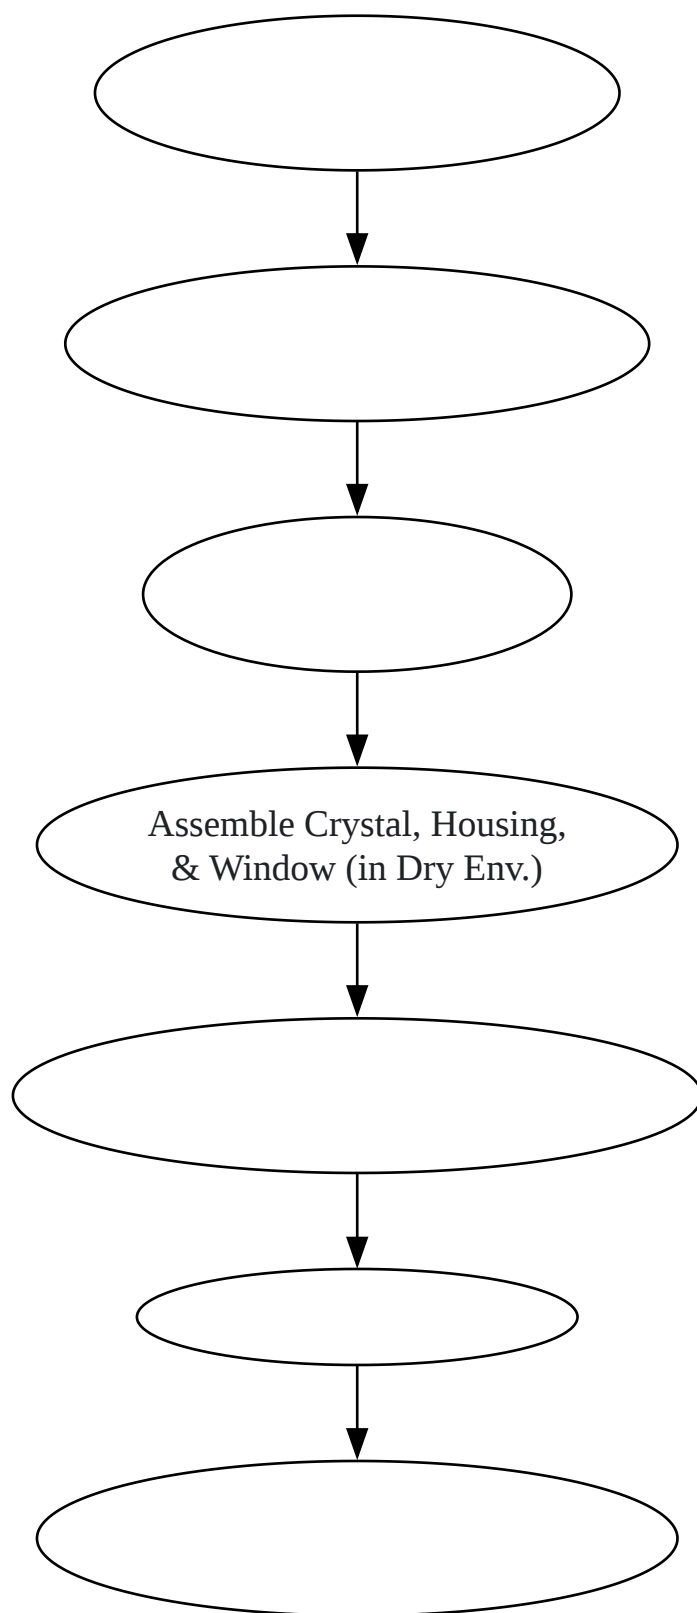 Assemble Crystal, Housing,
& Window (in Dry Env.)